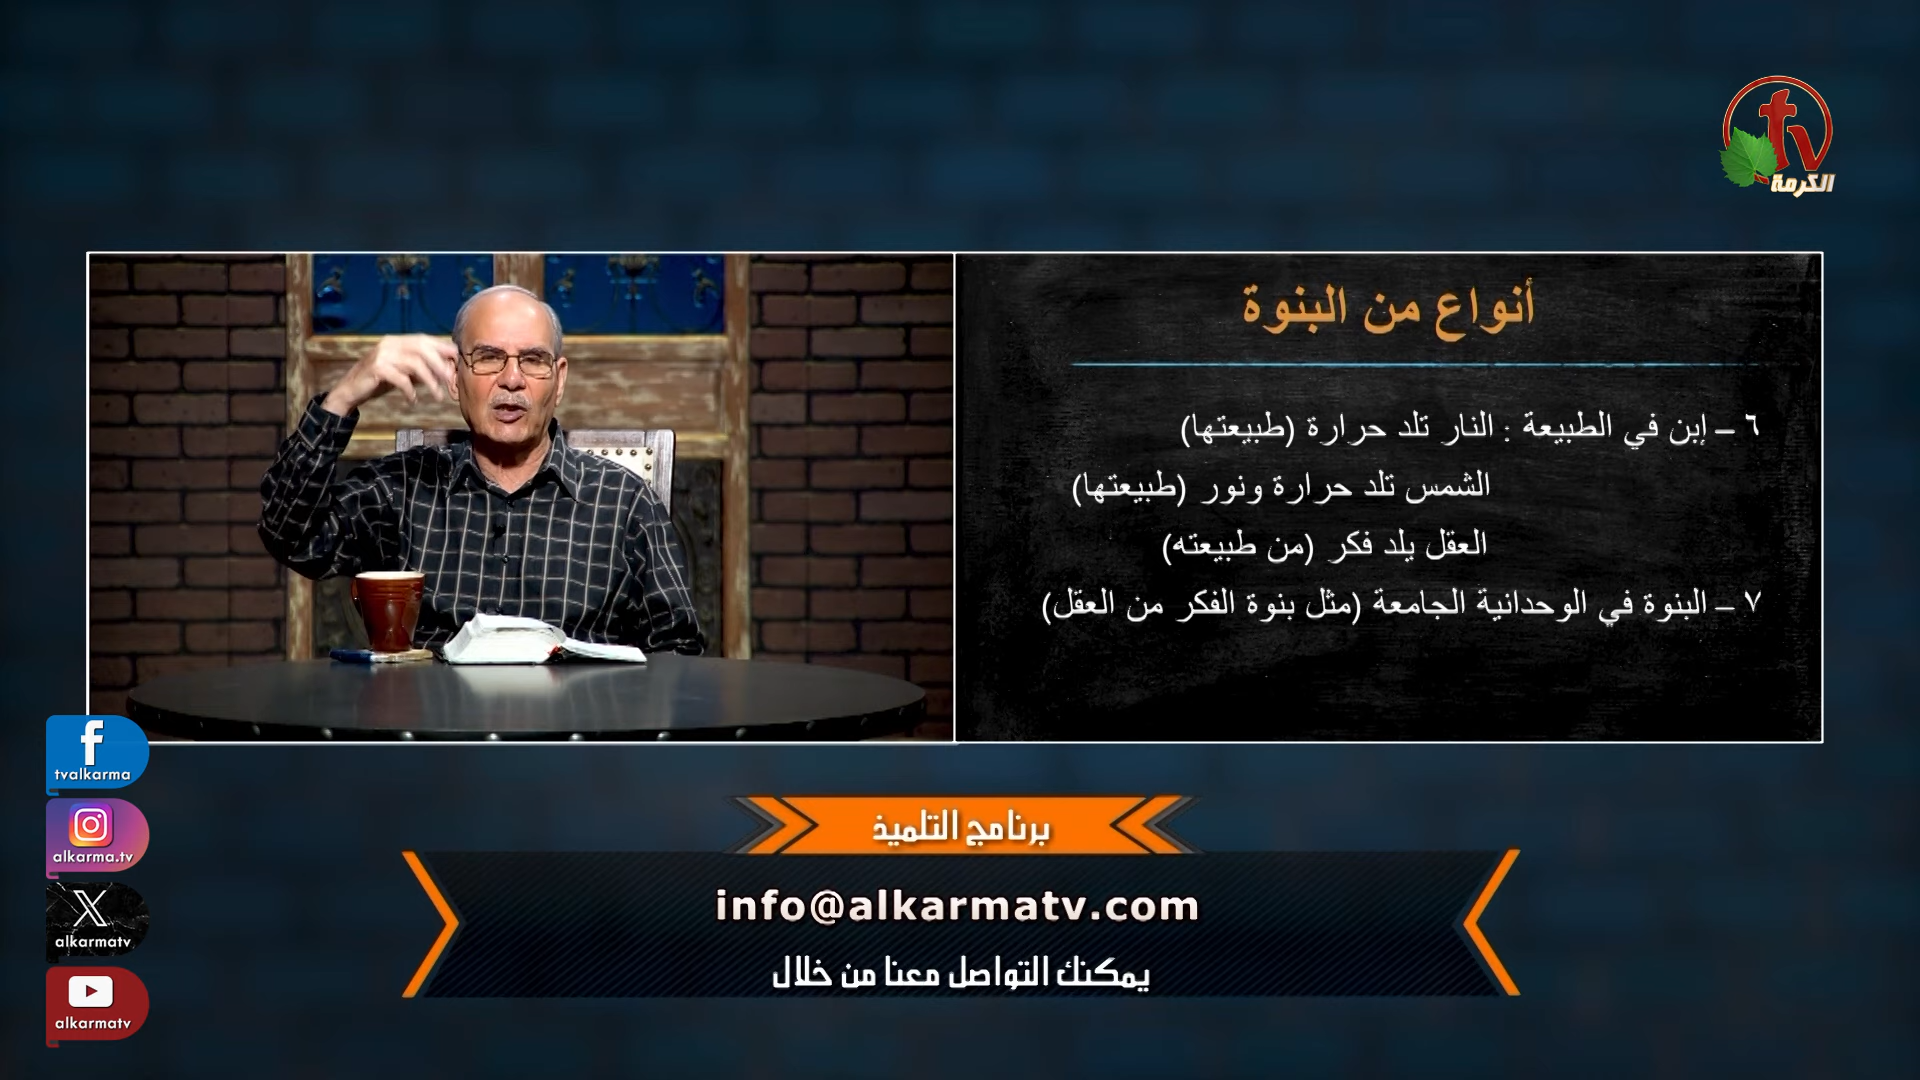 tv
الكرمة
أنواع من البنوة
٦ – إبن في الطبيعة : النار تلد حرارة (طبيعتها)
الشمس تلد حرارة ونور (طبيعتها)
العقل يلد فكر (من طبيعته)
٧ – البنوة في الوحدانية الجامعة (مثل بنوة الفكر من العقل)
f
tvalkarma
alkarma.tv
X
alkarmatv
alkarmatv
برنامج التلميذ
info@alkarmatv.com
يمكنك التواصل معنا من خلال